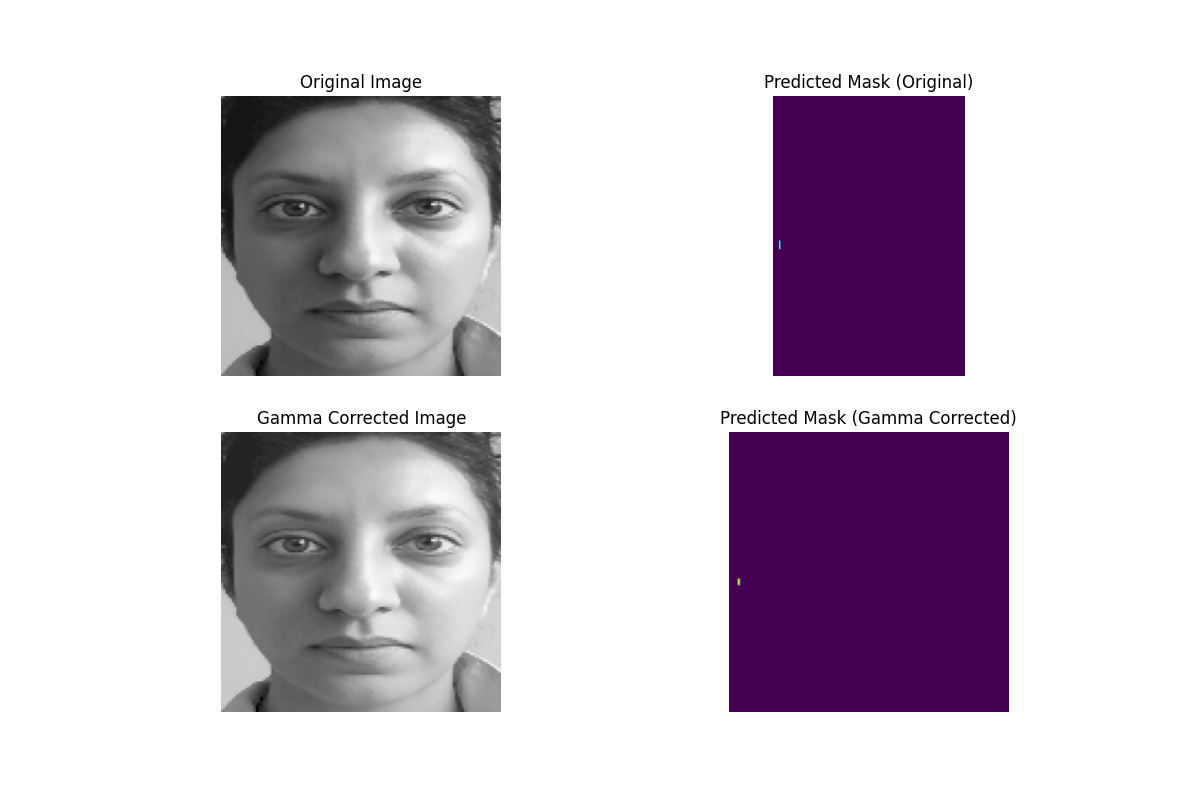 Original Image
Predicted Mask (Original)
Gamma Corrected Image
Predicted Mask (Gamma Corrected)